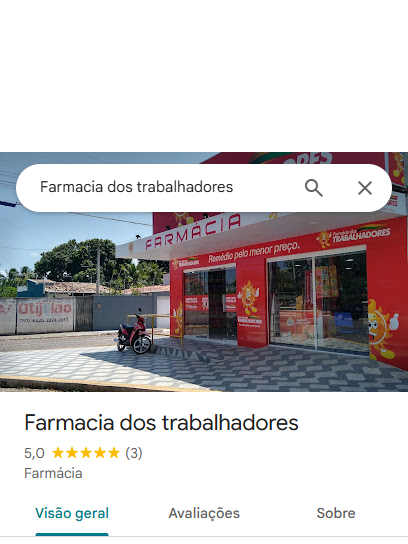 Farmacia dos trabalhadores
FARMÁCIA
Remédio pelo menor preço.
TRABALHADORES
Farmacia dos trabalhadores
5,0 (3)
Farmácia
Visão geral
Avaliações
Sobre